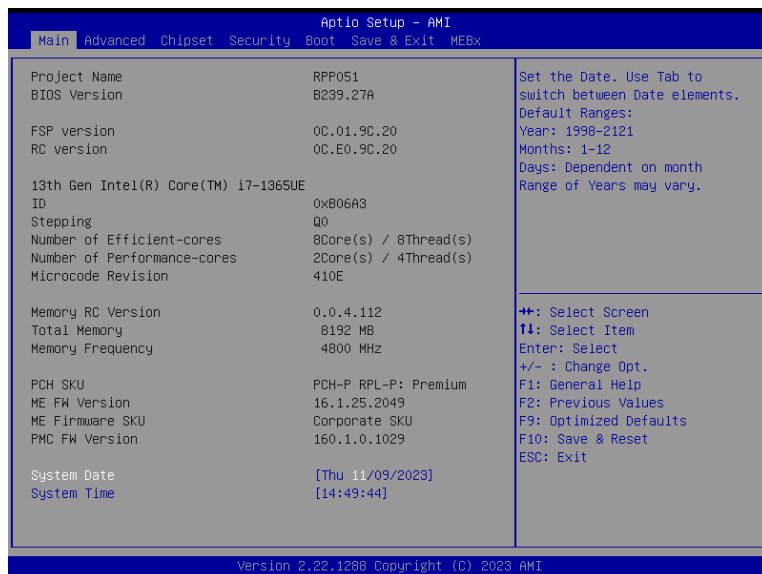 Aptio Setup – AMI
Main Advanced Chipset Security Boot Save & Exit MEBx
Project Name RPP051
BIOS Version B239.27A
FSP version 0C.01.9C.20
RC version 0C.E0.9C.20
13th Gen Intel(R) Core(TM) i7-1365UE
ID 0xB06A3
Stepping Q0
Number of Efficient-cores 8Core(s) / 8Thread(s)
Number of Performance-cores 2Core(s) / 4Thread(s)
Microcode Revision 410E
Memory RC Version 0.0.4.112
Total Memory 8192 MB
Memory Frequency 4800 MHz
PCH SKU PCH-P RPL-P: Premium
ME FW Version 16.1.25.2049
ME Firmware SKU Corporate SKU
PMC FW Version 160.1.0.1029
System Date [Thu 11/09/2023]
System Time [14:49:44]
Set the Date. Use Tab to
switch between Date elements.
Default Ranges:
Year: 1998-2121
Months: 1-12
Days: Dependent on month
Range of Years may vary.
→←: Select Screen
↑↓: Select Item
Enter: Select
+/- : Change Opt.
F1: General Help
F2: Previous Values
F9: Optimized Defaults
F10: Save & Reset
ESC: Exit
Version 2.22.1288 Copyright (C) 2023 AMI